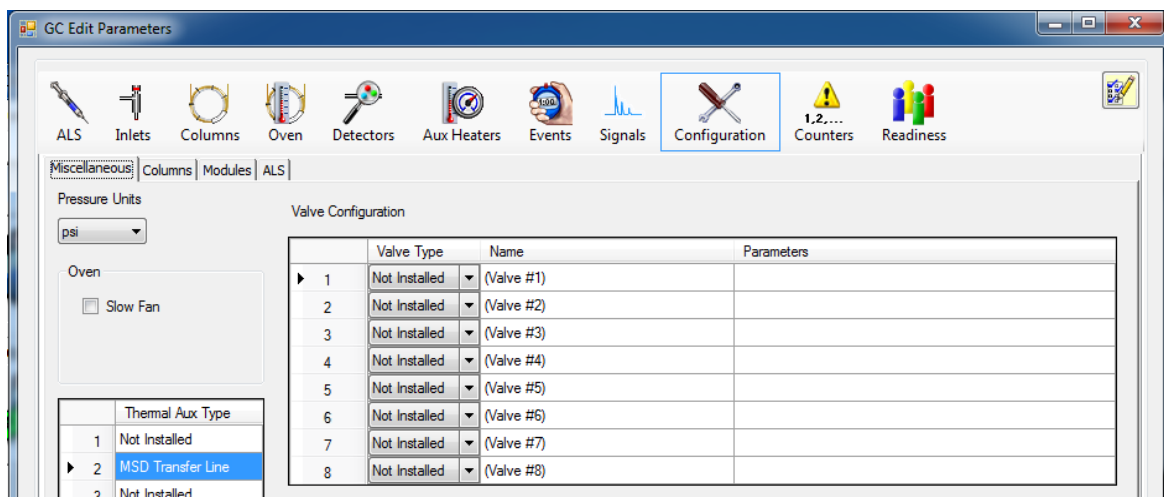 GC Edit Parameters
1:00
1,2,...
ALS Inlets Columns Oven Detectors Aux Heaters Events Signals Configuration Counters Readiness
Miscellaneous Columns Modules ALS
Pressure Units
psi
Valve Configuration
Oven
Slow Fan
Valve Type Name Parameters
1 Not Installed (Valve #1)
2 Not Installed (Valve #2)
3 Not Installed (Valve #3)
4 Not Installed (Valve #4)
5 Not Installed (Valve #5)
6 Not Installed (Valve #6)
7 Not Installed (Valve #7)
8 Not Installed (Valve #8)
Thermal Aux Type
1 Not Installed
2 MSD Transfer Line
3 Not Installed